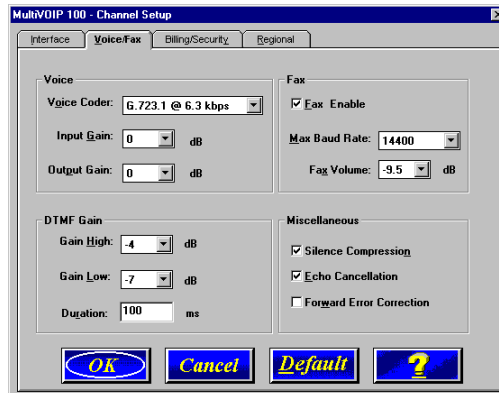 MultiVOIP 100 - Channel Setup
Interface Voice/Fax Billing/Security Regional
Voice
Voice Coder: G.723.1 @ 6.3 kbps
Input Gain: 0 dB
Output Gain: 0 dB
Fax
Fax Enable
Max Baud Rate: 14400
Fax Volume: -9.5 dB
DTMF Gain
Gain High: -4 dB
Gain Low: -7 dB
Duration: 100 ms
Miscellaneous
Silence Compression
Echo Cancellation
Forward Error Correction
OK Cancel Default ?